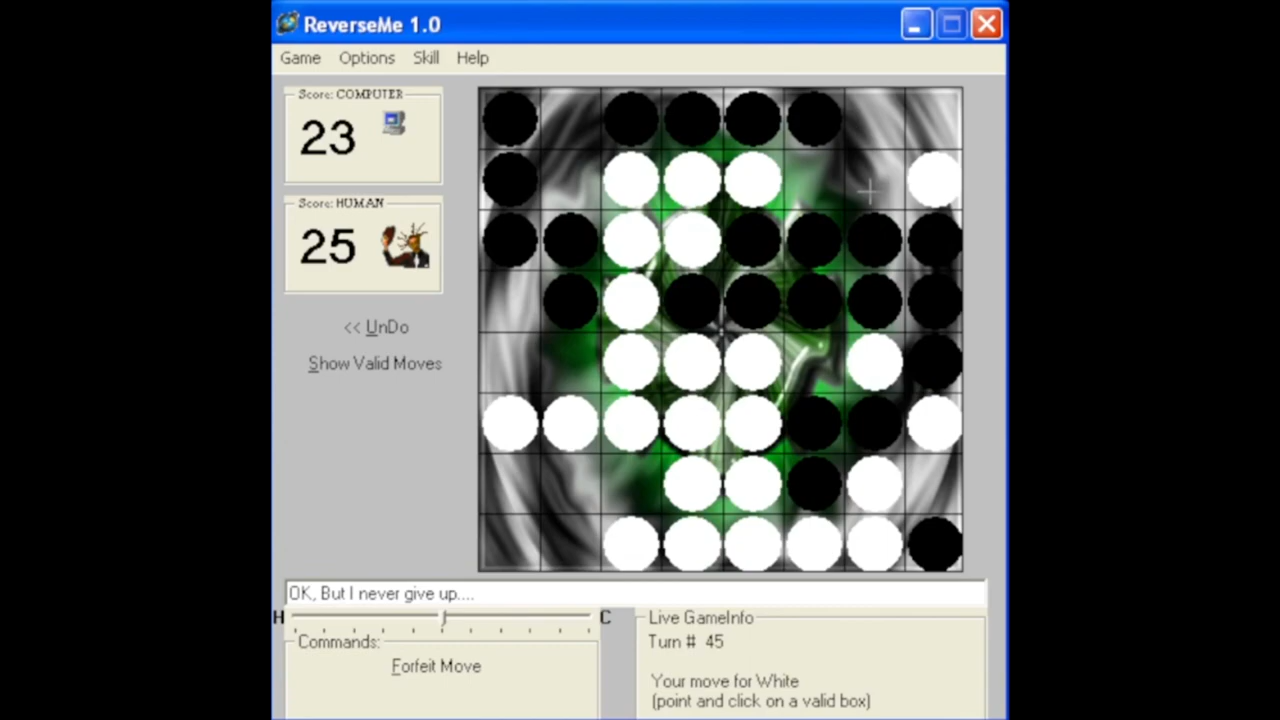 ReverseMe 1.0
Game Options Skill Help
Score: COMPUTER
23
Score: HUMAN
25
<< UnDo
Show Valid Moves
OK, But I never give up....
H C
Commands:
Forfeit Move
Live GameInfo
Turn # 45
Your move for White
(point and click on a valid box)